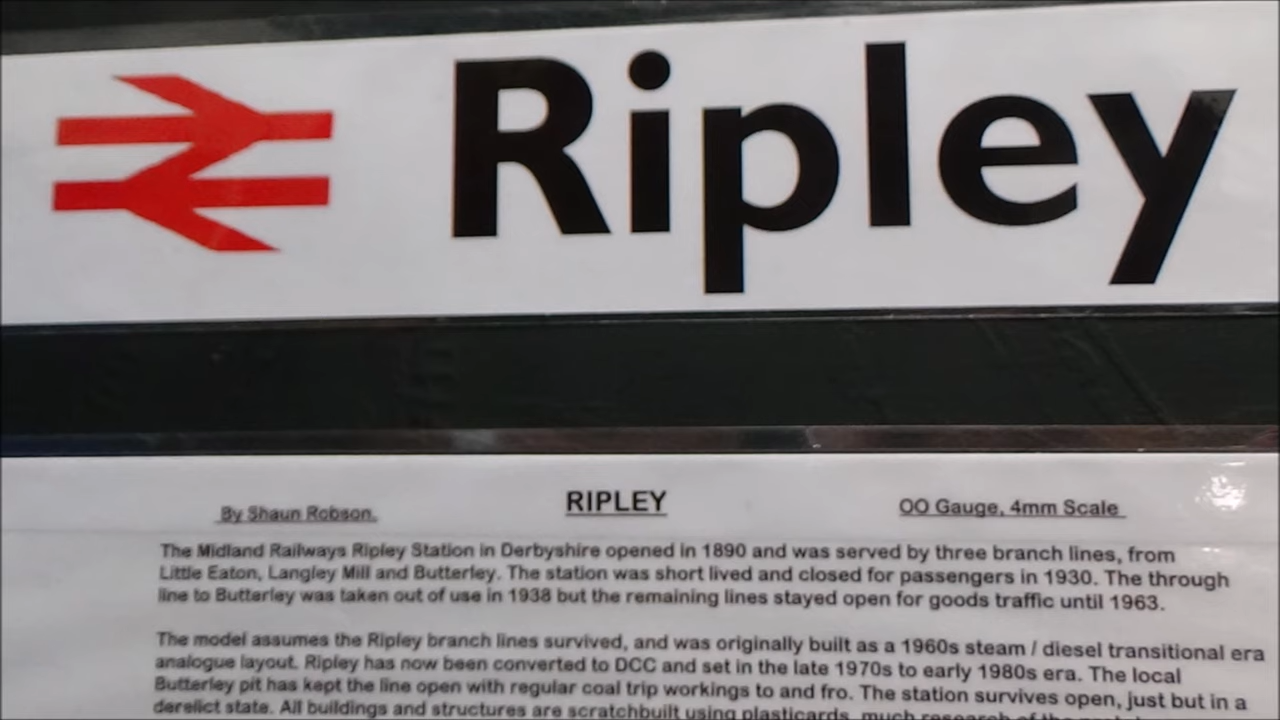 Ripley
By Shaun Robson. RIPLEY OO Gauge, 4mm Scale
The Midland Railways Ripley Station in Derbyshire opened in 1890 and was served by three branch lines, from
Little Eaton, Langley Mill and Butterley. The station was short lived and closed for passengers in 1930. The through
line to Butterley was taken out of use in 1938 but the remaining lines stayed open for goods traffic until 1963.
The model assumes the Ripley branch lines survived, and was originally built as a 1960s steam / diesel transitional era
analogue layout. Ripley has now been converted to DCC and set in the late 1970s to early 1980s era. The local
Butterley pit has kept the line open with regular coal trip workings to and fro. The station survives open, just but in a
derelict state. All buildings and structures are scratchbuilt using plasticards, much research of the